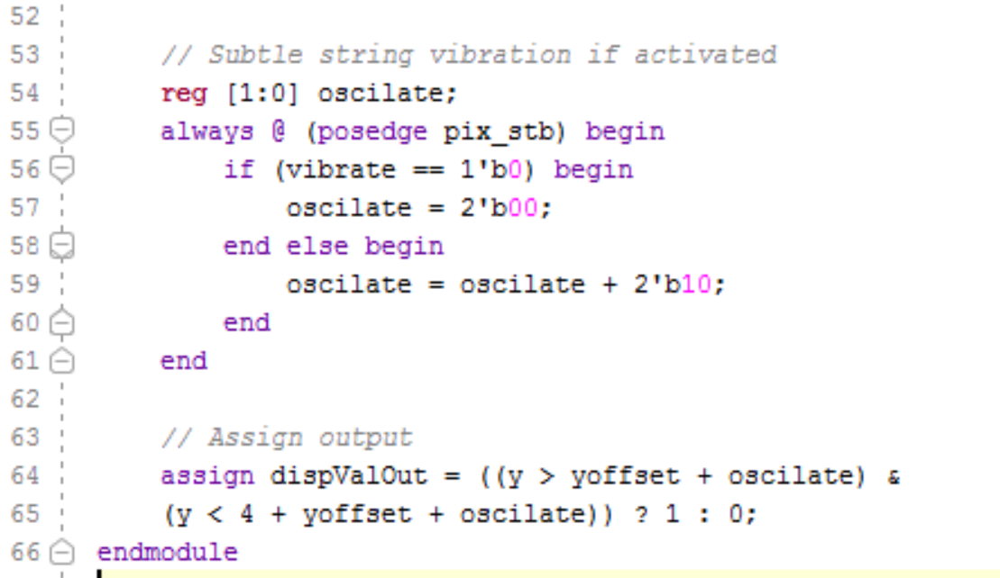 52
53 // Subtle string vibration if activated
54 reg [1:0] oscilate;
55 always @ (posedge pix_stb) begin
56 if (vibrate == 1'b0) begin
57 oscilate = 2'b00;
58 end else begin
59 oscilate = oscilate + 2'b10;
60 end
61 end
62
63 // Assign output
64 assign dispValOut = ((y > yoffset + oscilate) &
65 (y < 4 + yoffset + oscilate)) ? 1 : 0;
66 endmodule